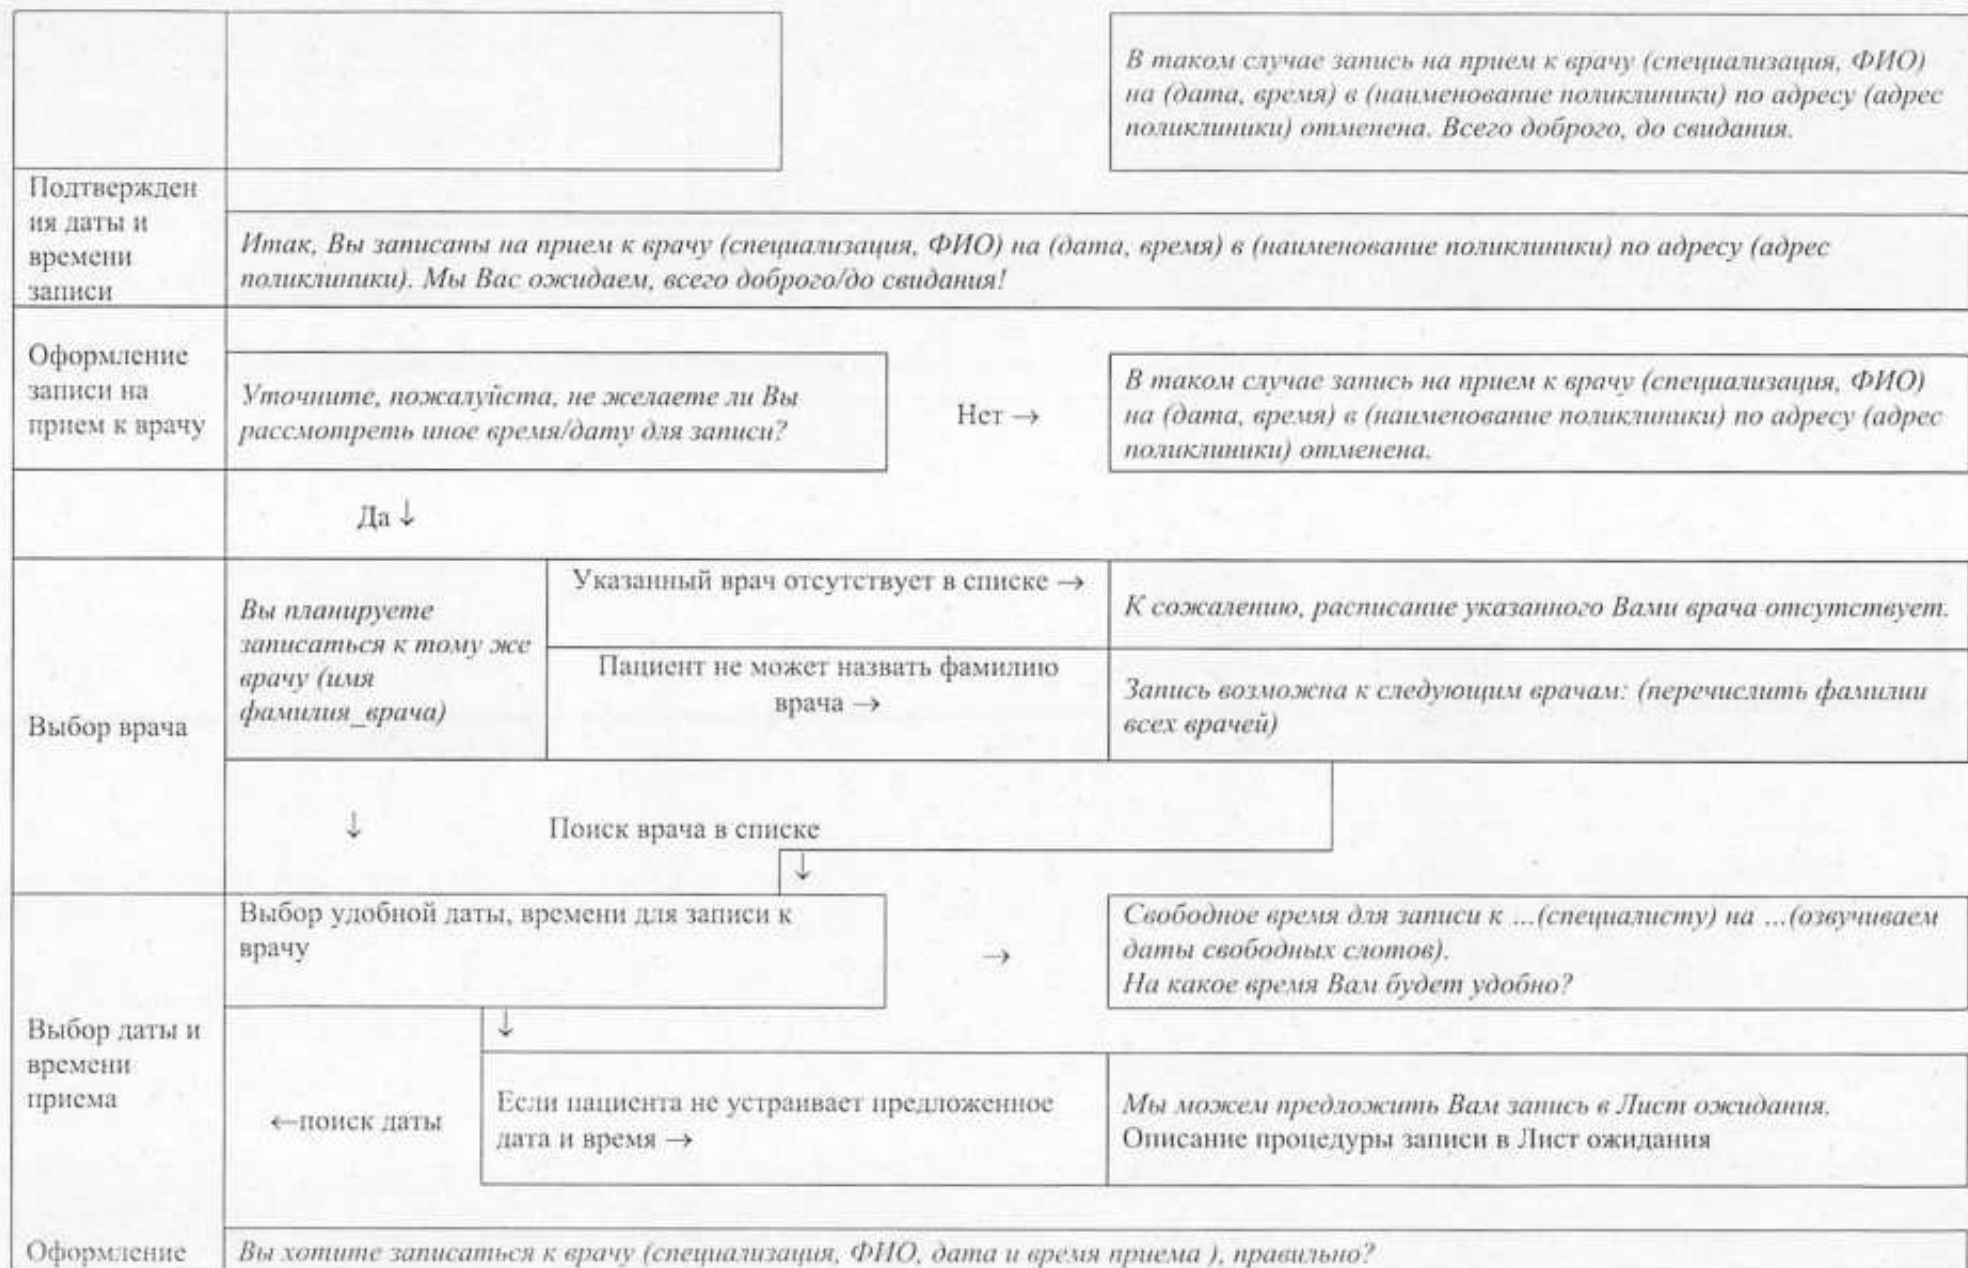 В таком случае запись на прием к врачу (специализация, ФИО)
на (дата, время) в (наименование поликлиники) по адресу (адрес
поликлиники) отменена. Всего доброго, до свидания.
Подтвержден
ия даты и
времени
записи
Итак, Вы записаны на прием к врачу (специализация, ФИО) на (дата, время) в (наименование поликлиники) по адресу (адрес
поликлиники). Мы Вас ожидаем, всего доброго/до свидания!
Оформление
записи на
прием к врачу
Уточните, пожалуйста, не желаете ли Вы
рассмотреть иное время/дату для записи?
Нет →
В таком случае запись на прием к врачу (специализация, ФИО)
на (дата, время) в (наименование поликлиники) по адресу (адрес
поликлиники) отменена.
Да ↓
Выбор врача
Вы планируете
записаться к тому же
врачу (имя
фамилия_врача)
Указанный врач отсутствует в списке →
К сожалению, расписание указанного Вами врача отсутствует.
Пациент не может назвать фамилию
врача →
Запись возможна к следующим врачам: (перечислить фамилии
всех врачей)
↓
Поиск врача в списке
↓
Выбор даты и
времени
приема
Выбор удобной даты, времени для записи к
врачу
→
Свободное время для записи к ...(специалисту) на ...(озвучиваем
даты свободных слотов).
На какое время Вам будет удобно?
↓
←поиск даты
Если пациента не устраивает предложенное
дата и время →
Мы можем предложить Вам запись в Лист ожидания.
Описание процедуры записи в Лист ожидания
Оформление
Вы хотите записаться к врачу (специализация, ФИО, дата и время приема ), правильно?